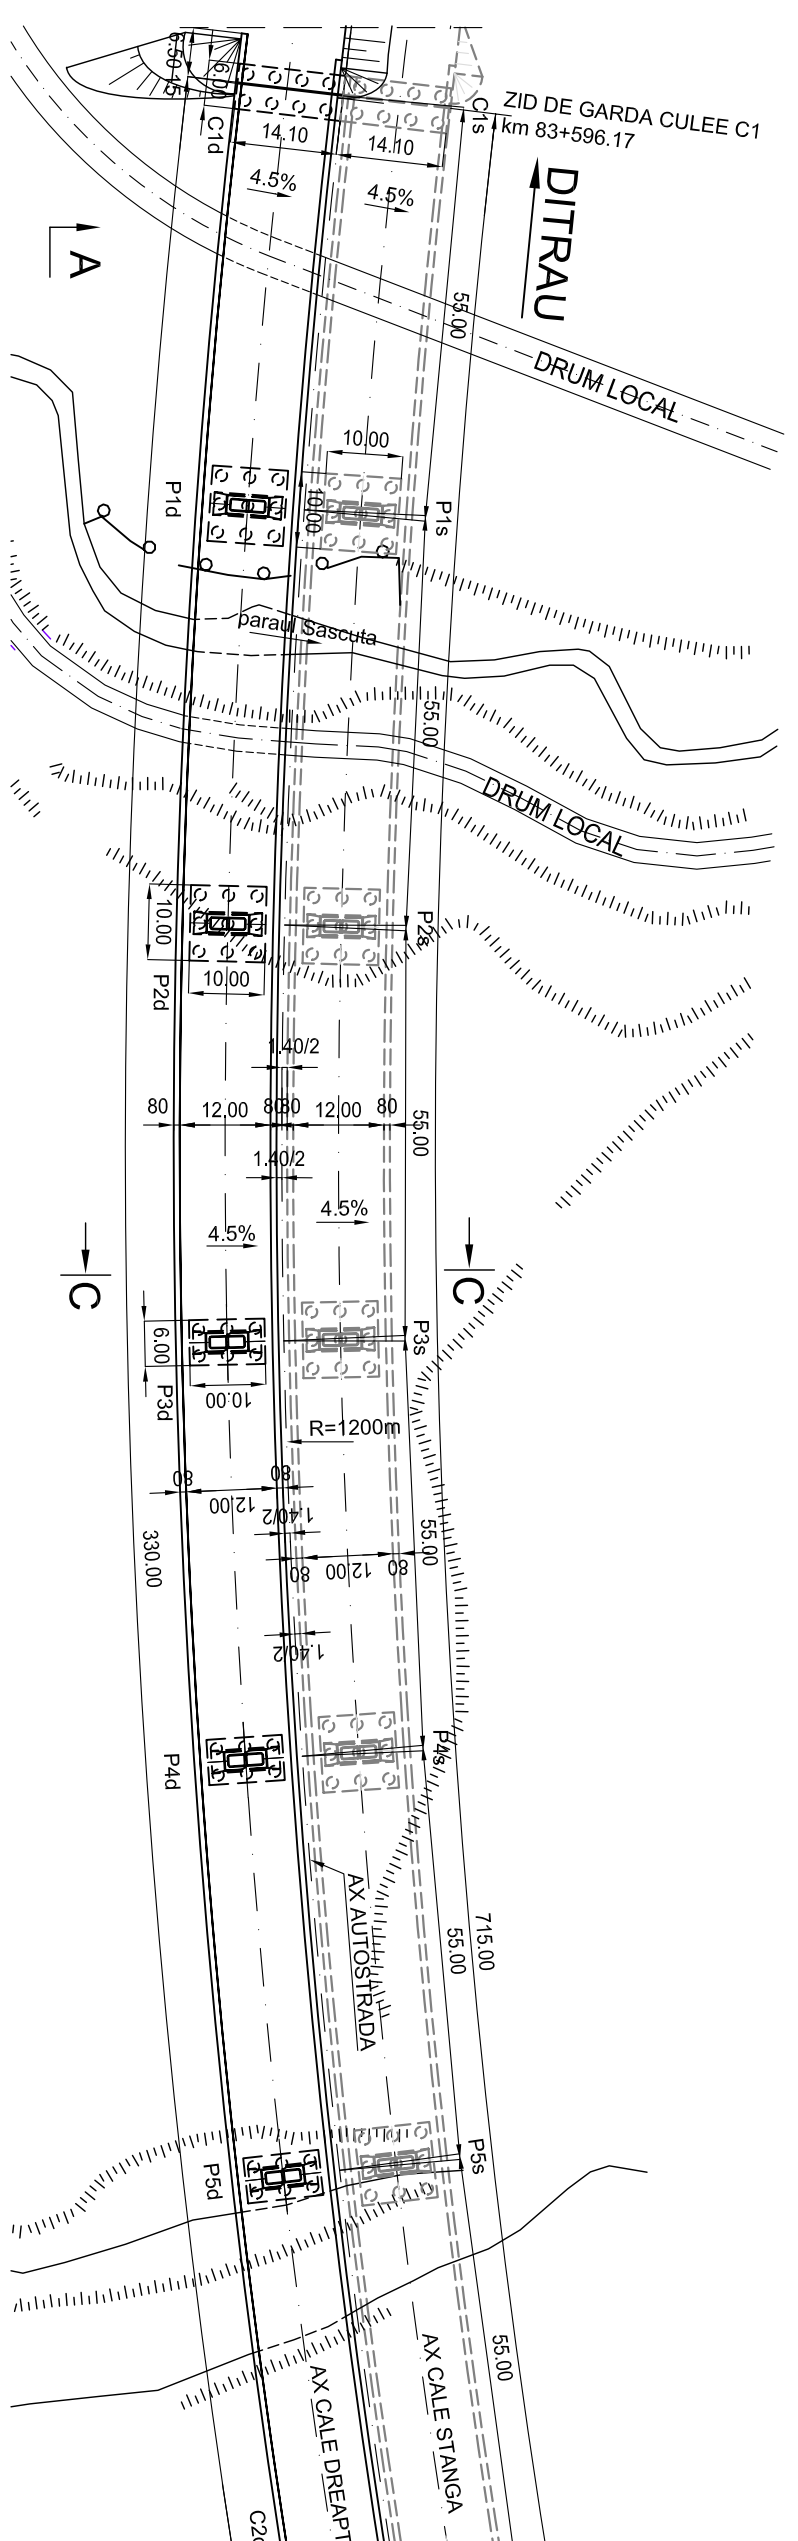 6.50
15
6.00
C1d
14.10
14.10
C1s
ZID DE GARDA CULEE C1
km 83+596.17
4.5%
4.5%
DITRAU
A
55.00
DRUM LOCAL
10.00
P1d
10.00
P1s
paraul Sascuta
55.00
DRUM LOCAL
10.00
P2s
P2d
10.00
1.40/2
80
12.00
80
80
12.00
80
55.00
1.40/2
4.5%
4.5%
C
C
6.00
P3s
P3d
10.00
R=1200m
80
12.00
80
1.40/2
330.00
55.00
80
12.00
80
1.40/2
P4d
P4s
AX AUTOSTRADA
715.00
55.00
P5d
P5s
55.00
AX CALE STANGA
AX CALE DREAPT